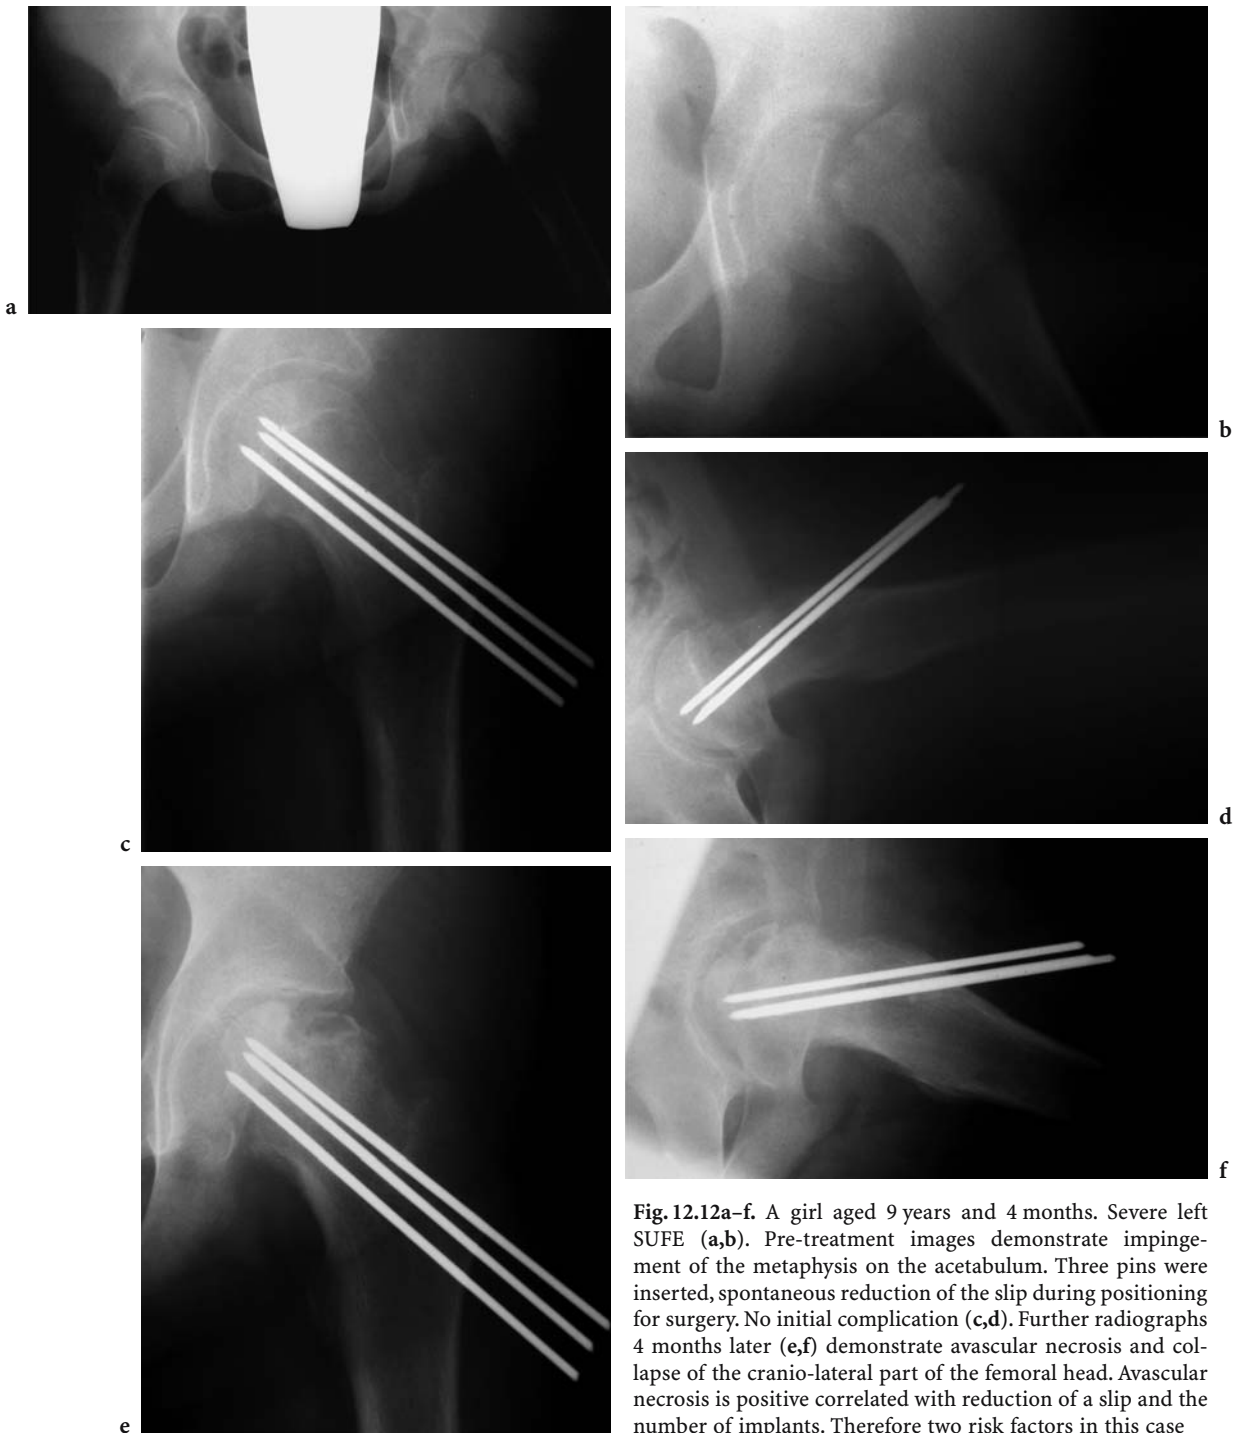 a
b
c
d
e
f
Fig. 12.12a–f. A girl aged 9 years and 4 months. Severe left
SUFE (a,b). Pre-treatment images demonstrate impinge-
ment of the metaphysis on the acetabulum. Three pins were
inserted, spontaneous reduction of the slip during positioning
for surgery. No initial complication (c,d). Further radiographs
4 months later (e,f) demonstrate avascular necrosis and col-
lapse of the cranio-lateral part of the femoral head. Avascular
necrosis is positive correlated with reduction of a slip and the
number of implants. Therefore two risk factors in this case